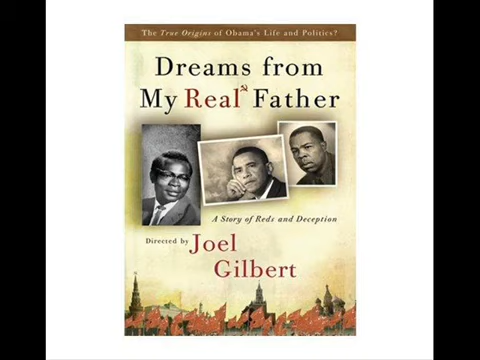 The True Origins of Obama's Life and Politics?
Dreams from
My Real Father
A Story of Reds and Deception
Directed by Joel
Gilbert